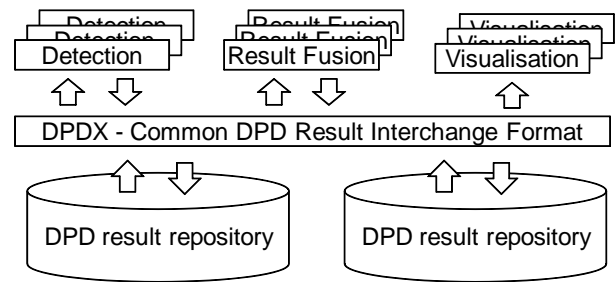 Detection Result Fusion Visualisation
Detection Result Fusion Visualisation
Detection Result Fusion Visualisation
DPDX - Common DPD Result Interchange Format
DPD result repository DPD result repository